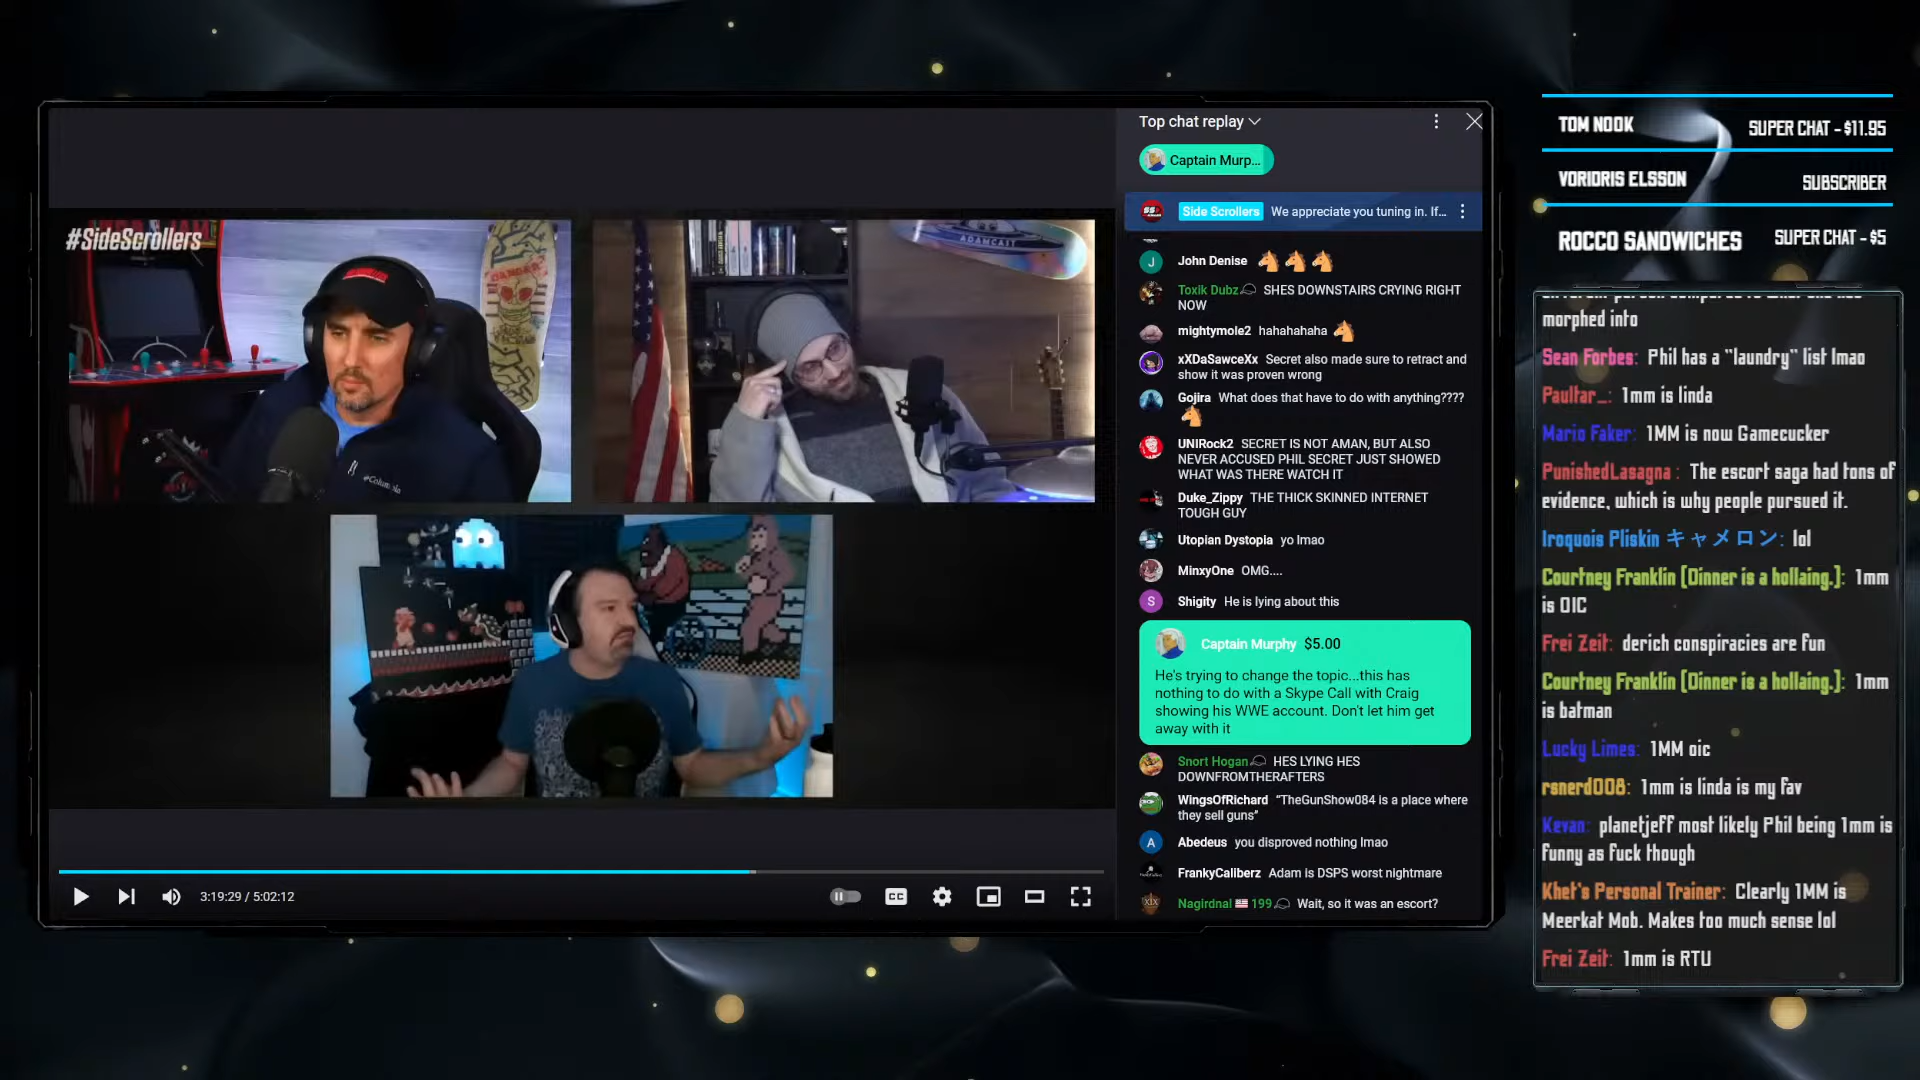 #SideScrollers
ADAMCAST
DANGER
Columbia
3:19:29 / 5:02:12
CC
Top chat replay
Captain Murp...
Side Scrollers We appreciate you tuning in. If...
J John Denise
Toxik Dubz SHES DOWNSTAIRS CRYING RIGHT
NOW
mightymole2 hahahahaha
xXDaSawceXx Secret also made sure to retract and
show it was proven wrong
Gojira What does that have to do with anything????
UNIRock2 SECRET IS NOT AMAN, BUT ALSO
NEVER ACCUSED PHIL SECRET JUST SHOWED
WHAT WAS THERE WATCH IT
Duke_Zippy THE THICK SKINNED INTERNET
TOUGH GUY
Utopian Dystopia yo lmao
MinxyOne OMG....
S Shigity He is lying about this
Captain Murphy $5.00
He's trying to change the topic...this has
nothing to do with a Skype Call with Craig
showing his WWE account. Don't let him get
away with it
Snort Hogan HES LYING HES
DOWNFROMTHERAFTERS
WingsOfRichard "TheGunShow084 is a place where
they sell guns"
A Abedeus you disproved nothing lmao
FrankyCaliberz Adam is DSPS worst nightmare
Nagirdnal 199 Wait, so it was an escort?
TOM NOOK SUPER CHAT - $11.95
VORIDRIS ELSSON SUBSCRIBER
ROCCO SANDWICHES SUPER CHAT - $5
morphed into
Sean Forbes: Phil has a "laundry" list lmao
Paultar_: 1mm is linda
Mario Faker: 1MM is now Gamecucker
PunishedLasagna : The escort saga had tons of
evidence, which is why people pursued it.
Iroquois Pliskin キャメロン: lol
Courtney Franklin (Dinner is a hollaing.): 1mm
is OIC
Frei Zeit: derich conspiracies are fun
Courtney Franklin (Dinner is a hollaing.): 1mm
is batman
Lucky Limes: 1MM oic
rsnerd008: 1mm is linda is my fav
Kevan: planetjeff most likely Phil being 1mm is
funny as fuck though
Khet's Personal Trainer: Clearly 1MM is
Meerkat Mob. Makes too much sense lol
Frei Zeit: 1mm is RTU